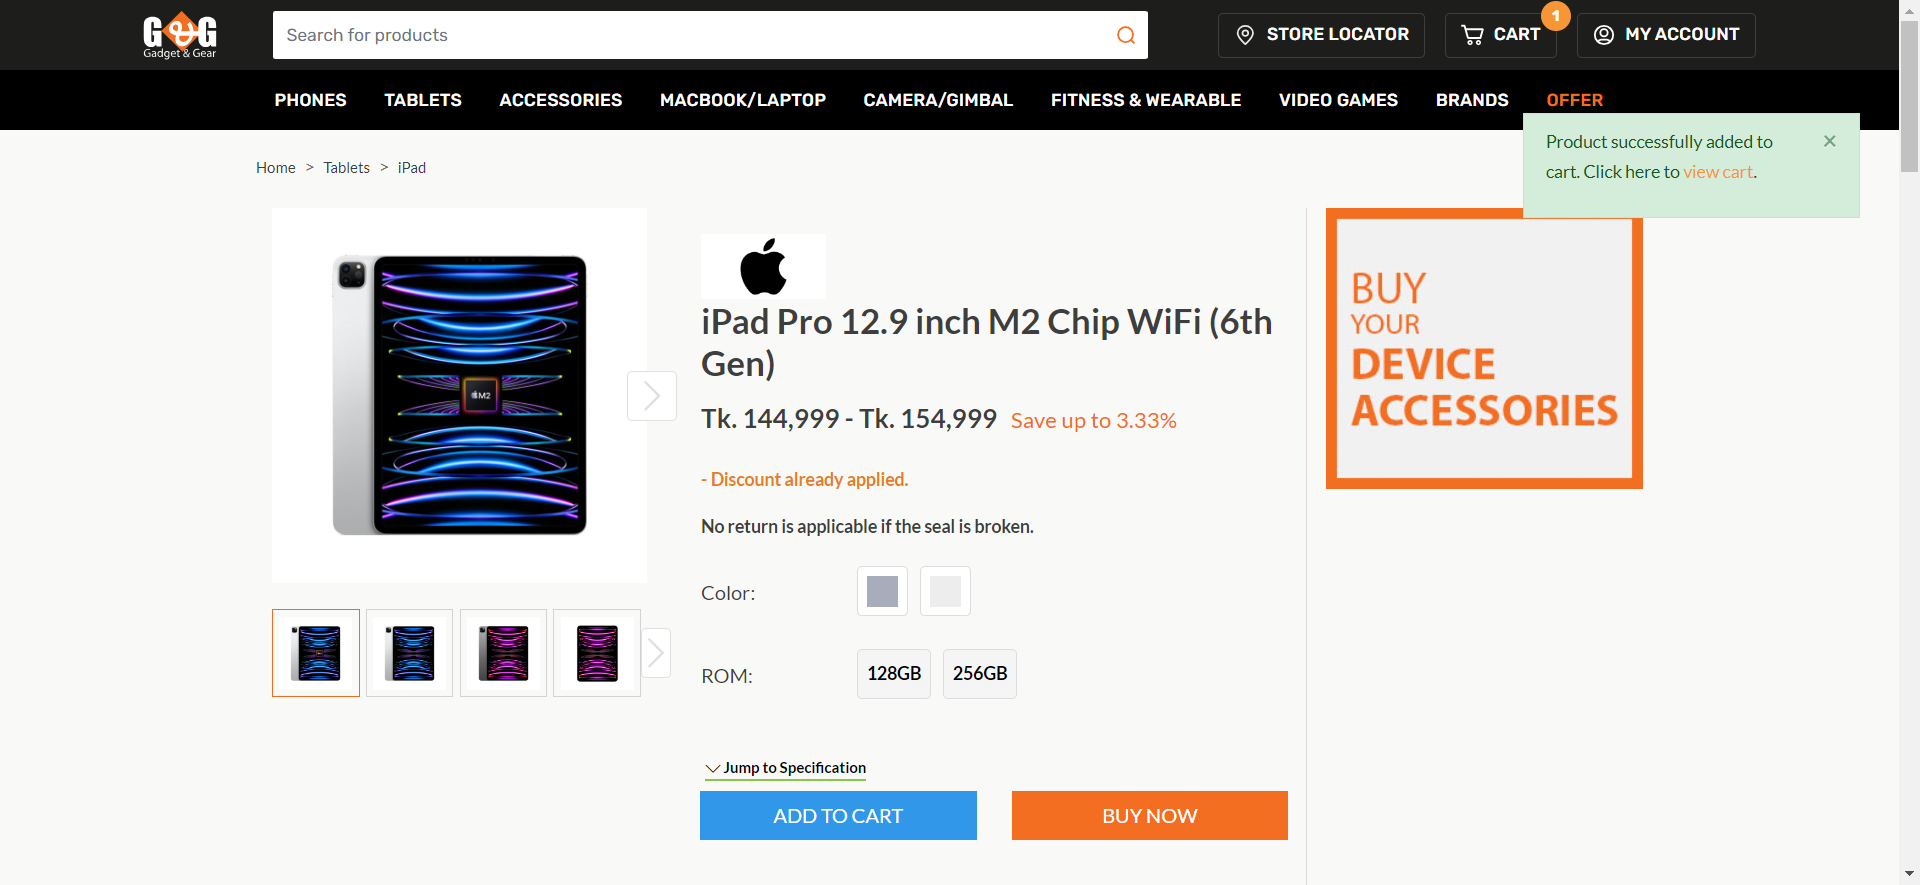 G&G
Gadget & Gear
Search for products
STORE LOCATOR
CART
1
MY ACCOUNT
PHONES
TABLETS
ACCESSORIES
MACBOOK/LAPTOP
CAMERA/GIMBAL
FITNESS & WEARABLE
VIDEO GAMES
BRANDS
OFFER
Product successfully added to
cart. Click here to view cart.
×
Home > Tablets > iPad
M2
iPad Pro 12.9 inch M2 Chip WiFi (6th
Gen)
Tk. 144,999 - Tk. 154,999 Save up to 3.33%
- Discount already applied.
No return is applicable if the seal is broken.
Color:
ROM:
128GB
256GB
Jump to Specification
ADD TO CART
BUY NOW
BUY
YOUR
DEVICE
ACCESSORIES